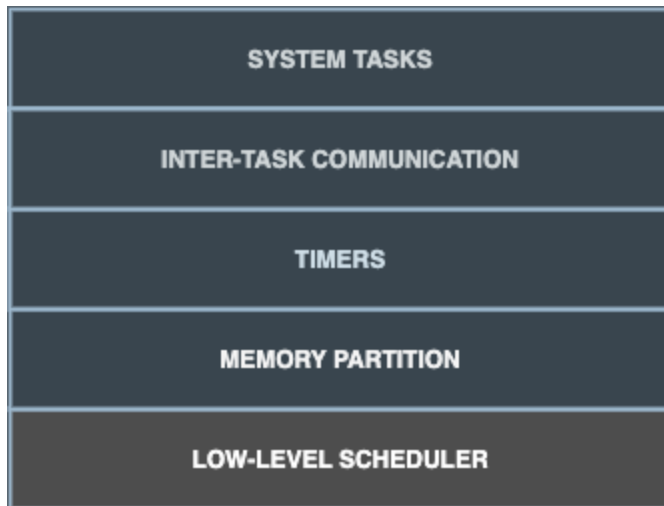 SYSTEM TASKS
INTER-TASK COMMUNICATION
TIMERS
MEMORY PARTITION
LOW-LEVEL SCHEDULER